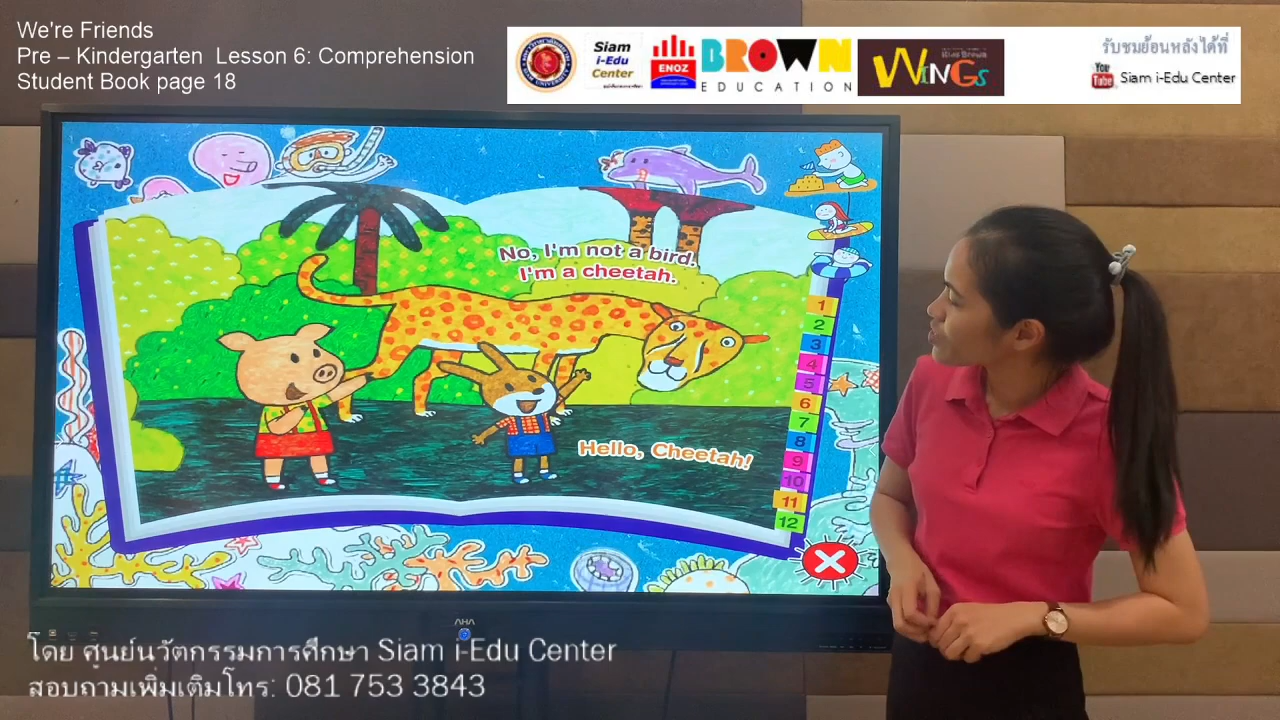 We're Friends
Pre – Kindergarten Lesson 6: Comprehension
Student Book page 18
Siam
i-Edu
Center
ENOZ
BROWN
EDUCATION
WiNGs
รับชมย้อนหลังได้ที่
You
Tube
Siam i-Edu Center
No, I'm not a bird.
I'm a cheetah.
1
2
3
4
5
6
7
8
9
10
11
12
Hello, Cheetah!
โดย ศูนย์นวัตกรรมการศึกษา Siam i-Edu Center
สอบถามเพิ่มเติมโทร: 081 753 3843